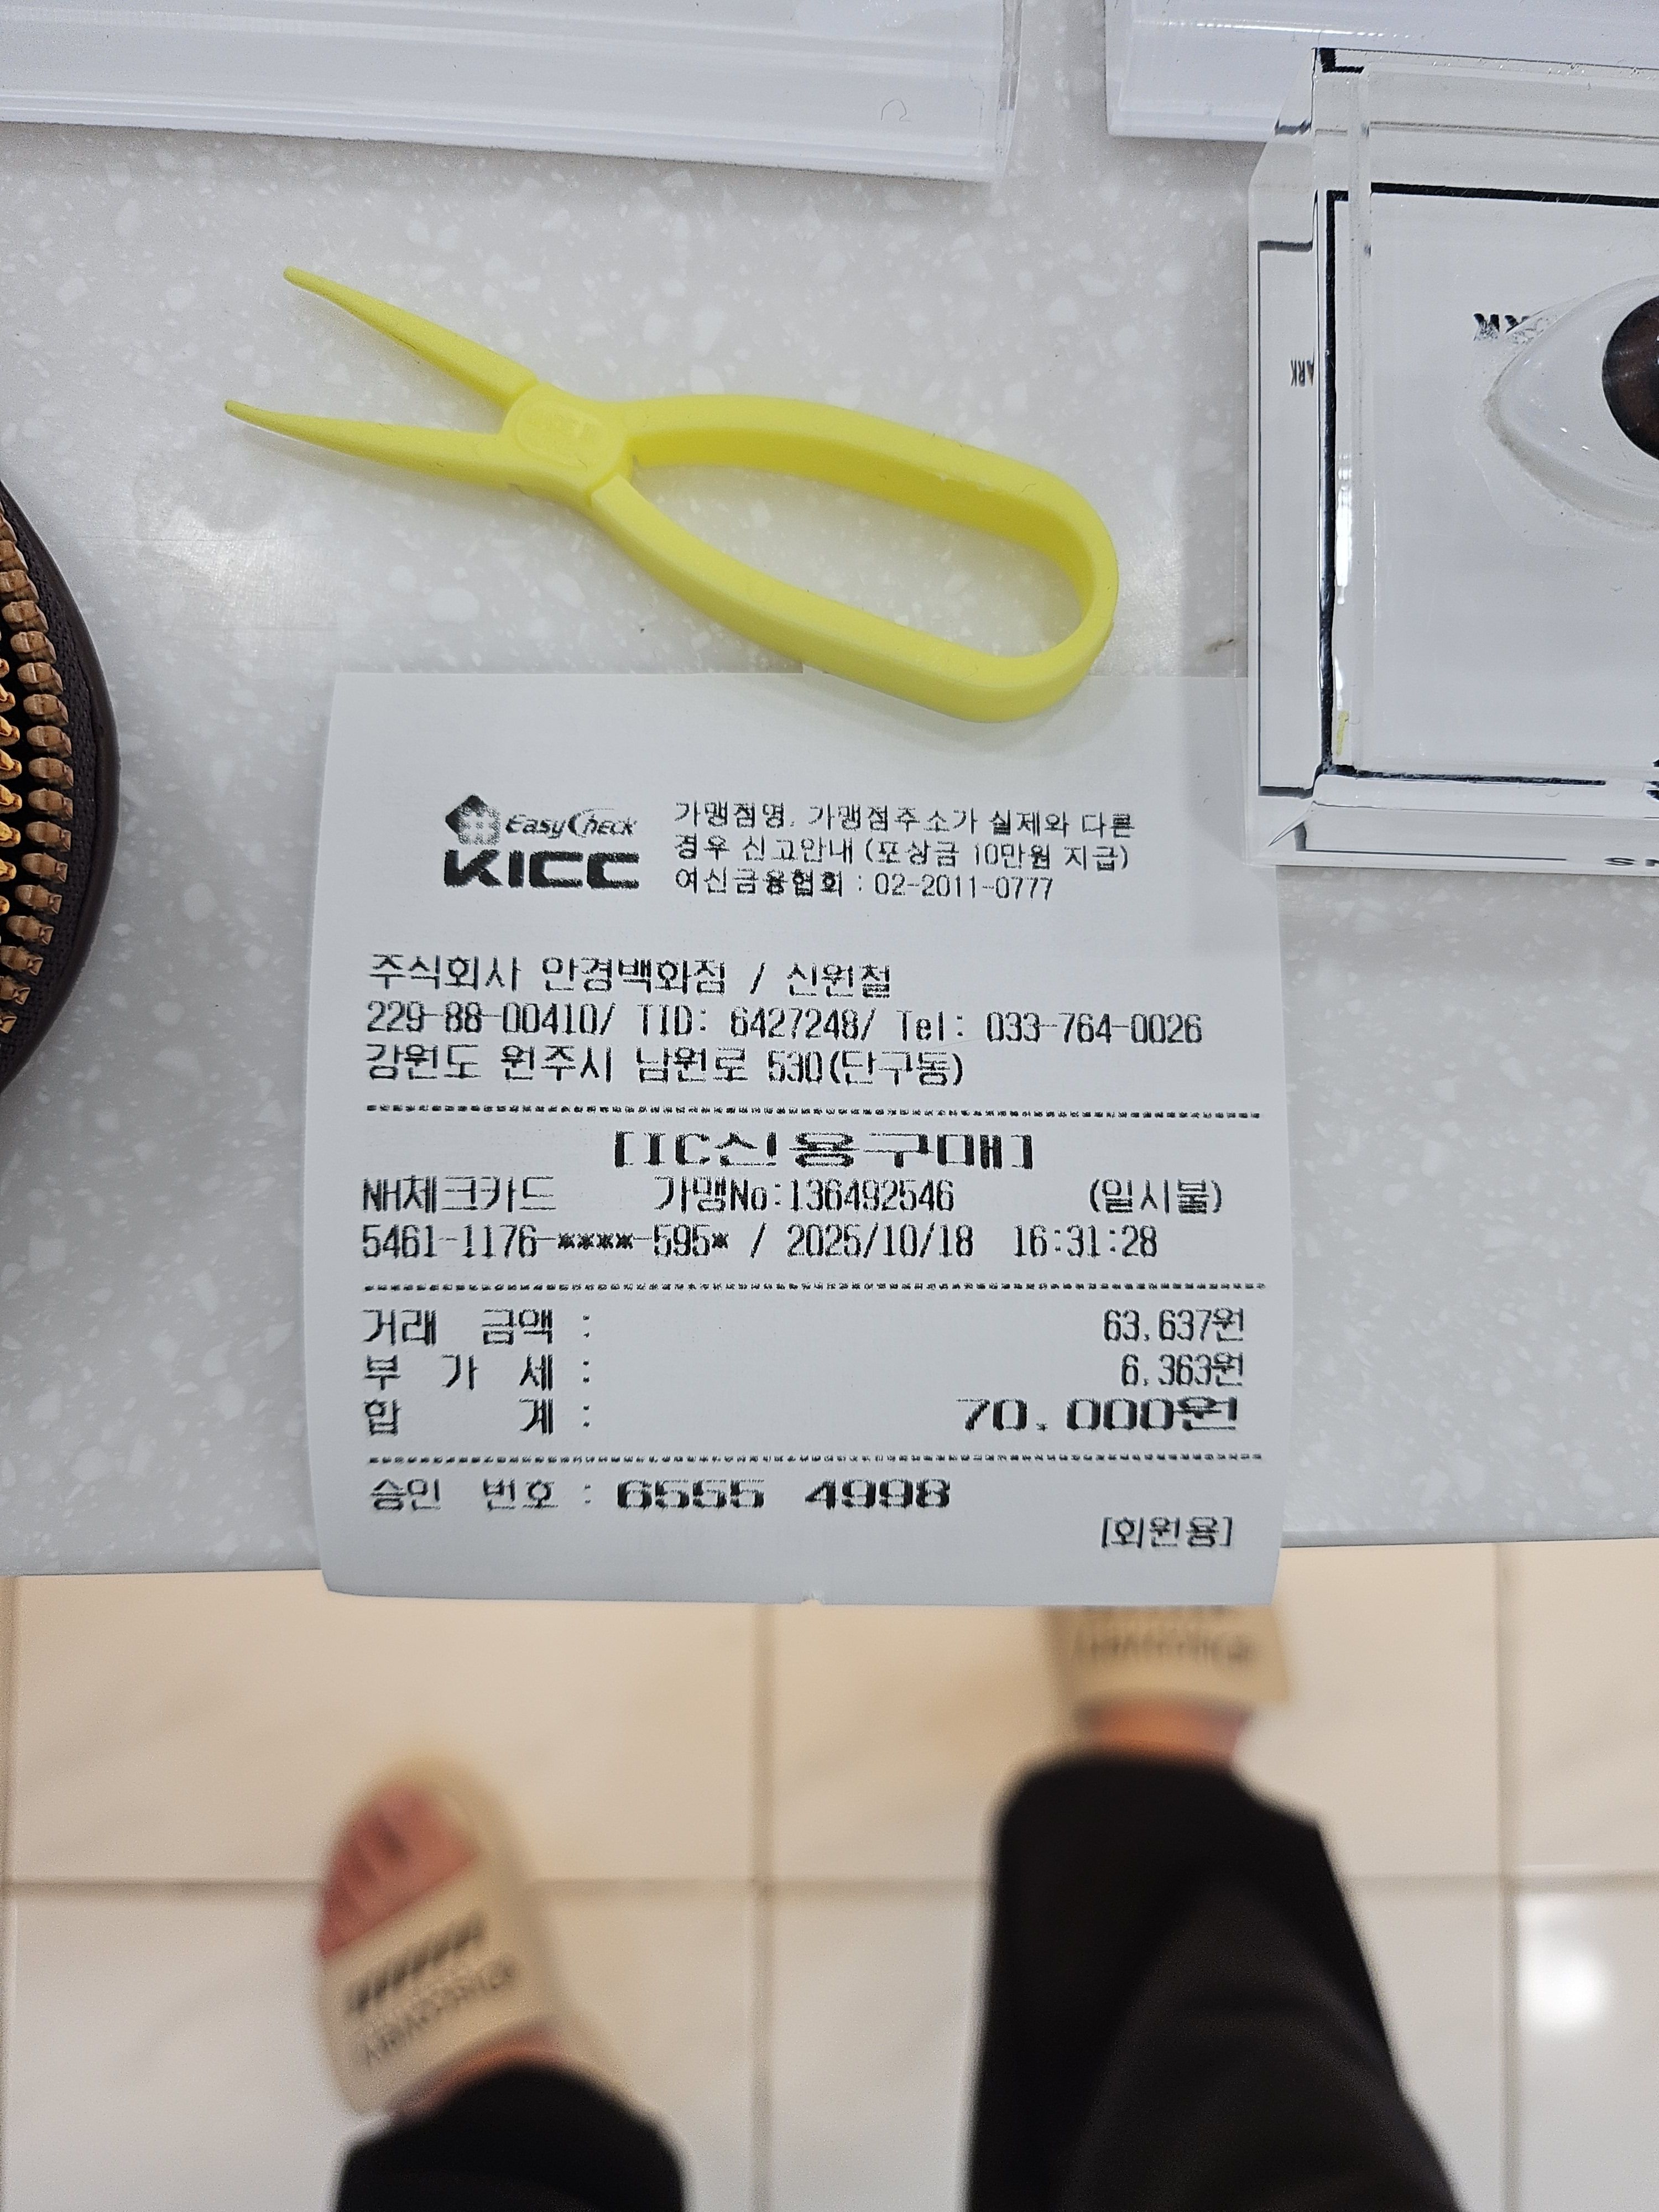 EasyCheck
KICC
가맹점명, 가맹점주소가 실제와 다른
경우 신고안내 (포상금 10만원 지급)
여신금융협회 : 02-2011-0777
주식회사 안경백화점 / 신원철
229-88-00410/ TID: 6427248/ Tel: 033-764-0026
강원도 원주시 남원로 530(단구동)
[IC신용구매]
NH체크카드 가맹No:136492546 (일시불)
5461-1176-****-595* / 2025/10/18 16:31:28
거래 금액 : 63,637원
부 가 세 : 6,363원
합 계 : 70,000원
승인 번호 : 6555 4998
[회원용]